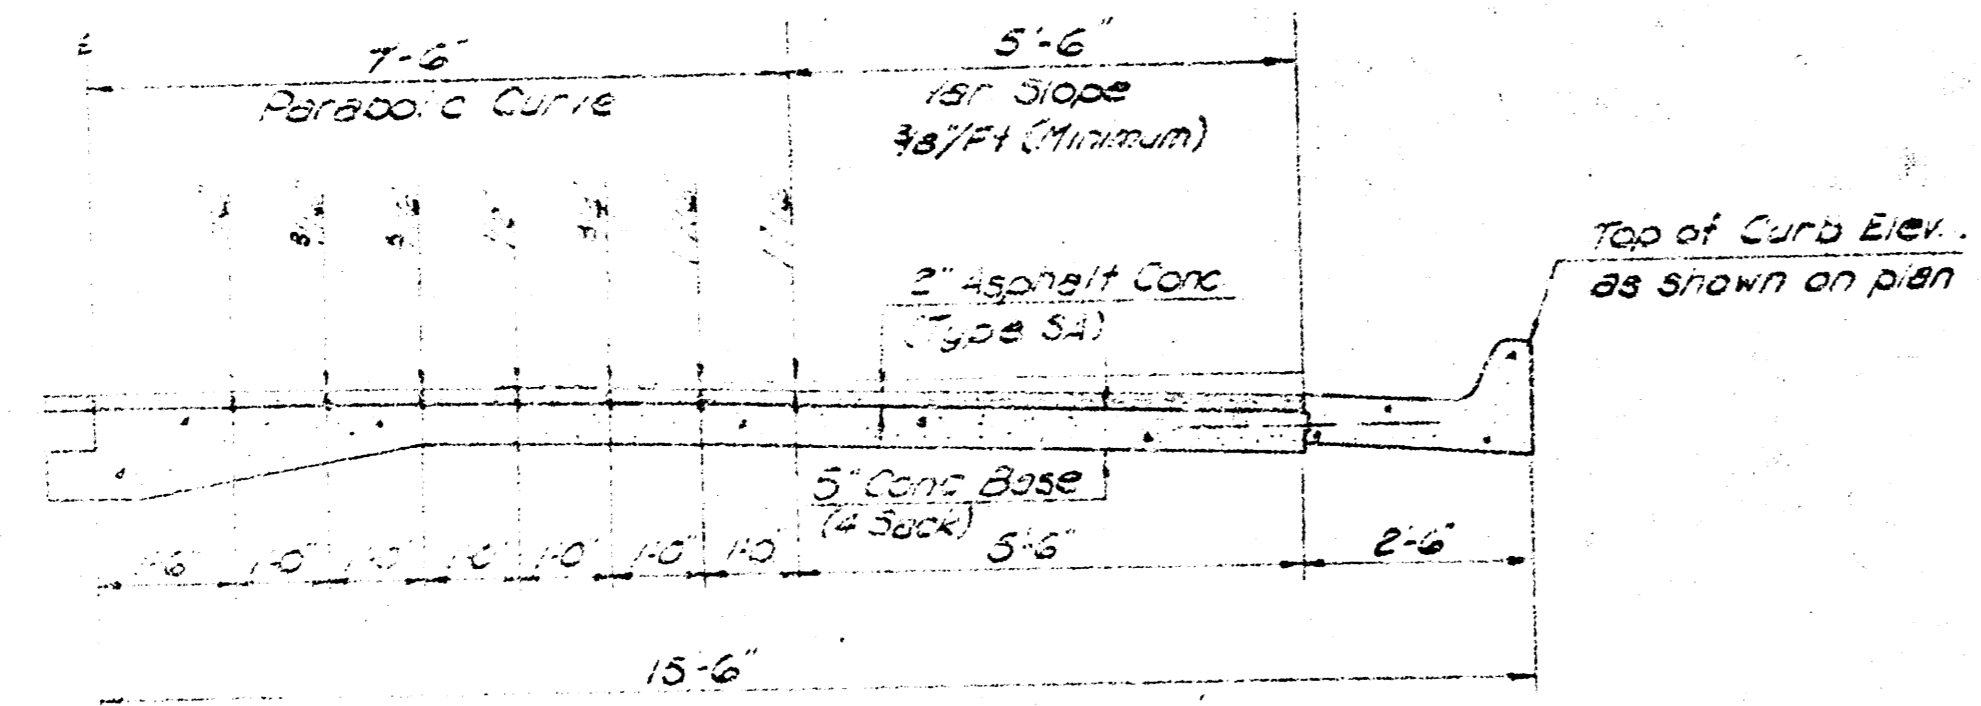 7'-6"
5'-6"
Parabolic Curve
Var. Slope
3/8"/Ft (Minimum)
Top of Curb Elev.
as shown on plan
2" Asphalt Conc.
(Type SA)
5" Conc Base
(4 Sack)
1'-6" 1'-0" 1'-0" 1'-0" 1'-0" 1'-0" 1'-0" 5'-6" 2'-6"
15'-6"